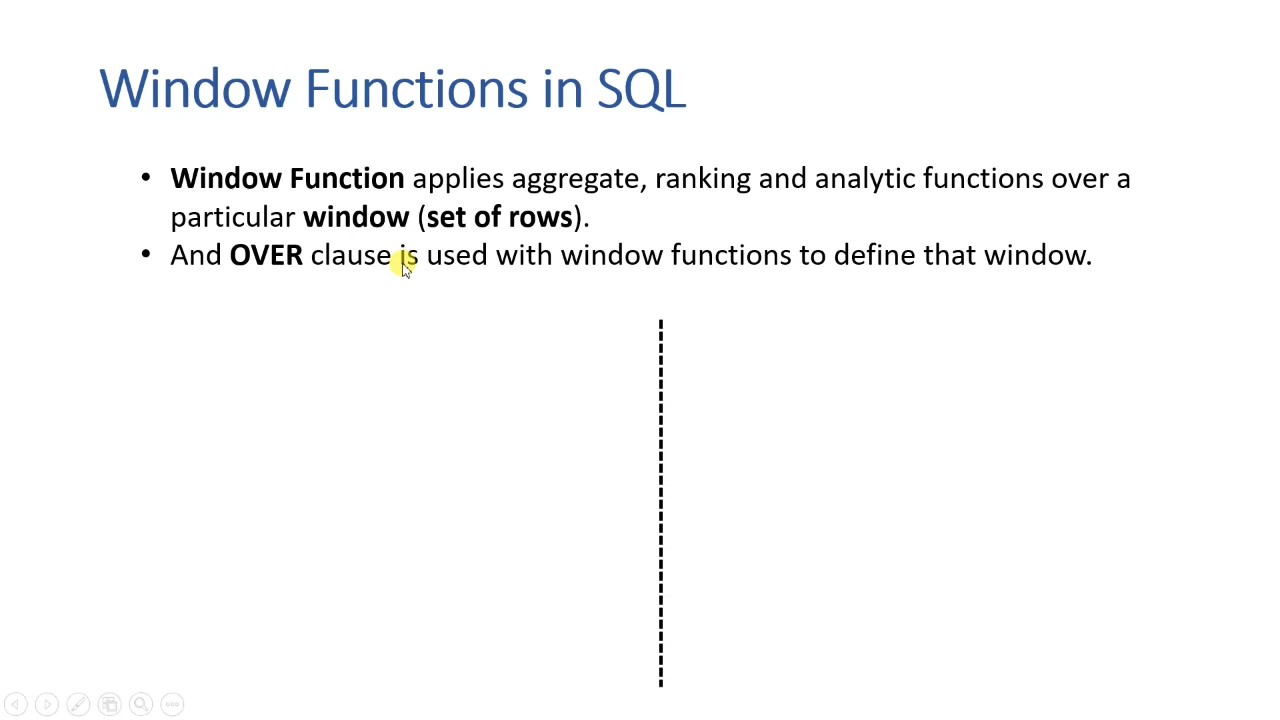 Window Functions in SQL
• Window Function applies aggregate, ranking and analytic functions over a
particular window (set of rows).
• And OVER clause is used with window functions to define that window.